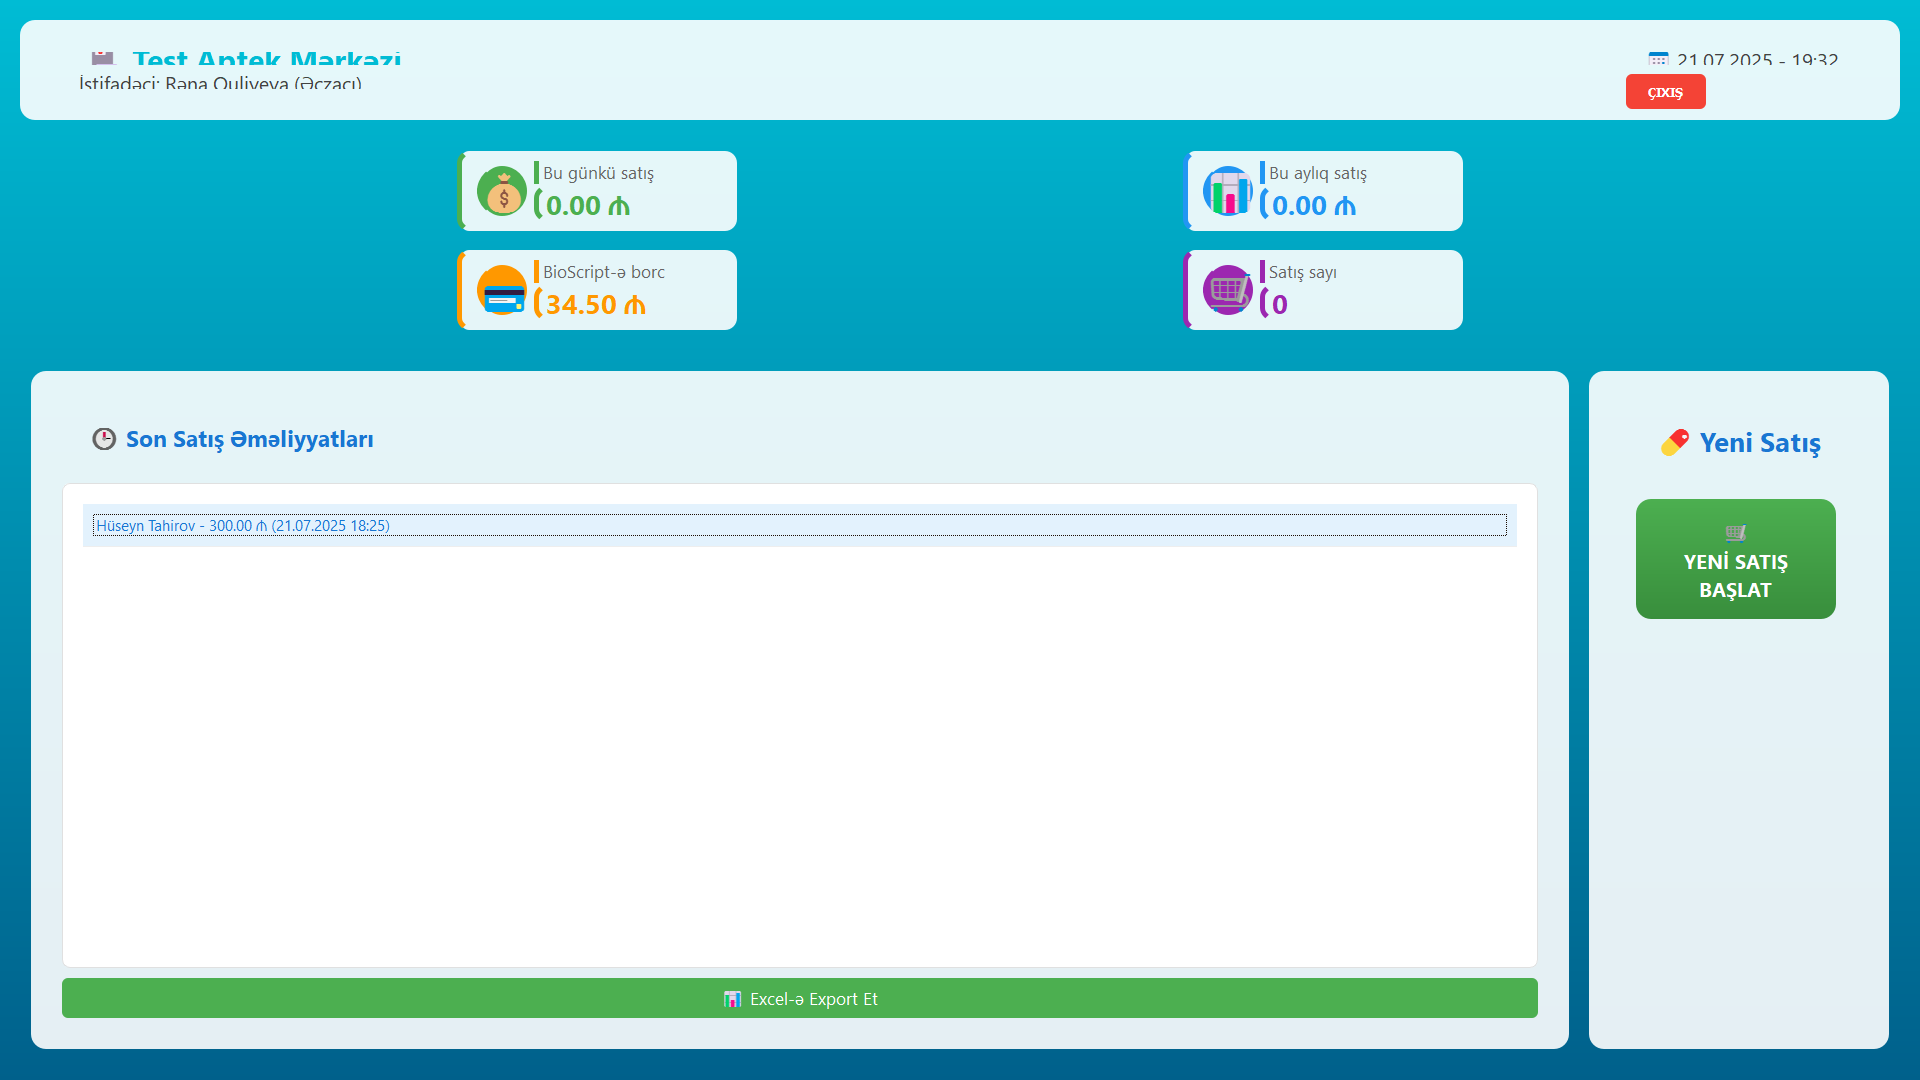 Test Aptek Mərkəzi
21.07.2025 - 19:32
İstifadəçi: Rəna Quliyeva (Əczaçı)
ÇIXIŞ
Bu günkü satış
0.00 ₼
Bu aylıq satış
0.00 ₼
BioScript-ə borc
34.50 ₼
Satış sayı
0
Son Satış Əməliyyatları
Hüseyn Tahirov - 300.00 ₼ (21.07.2025 18:25)
Excel-ə Export Et
Yeni Satış
YENİ SATIŞ
BAŞLAT